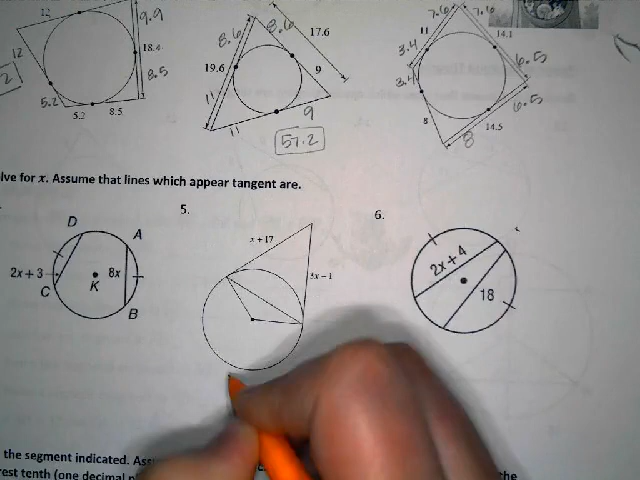 12
9.9
12
18.4
8.5
2
5.2
5.2
8.5
8.6
8.6
17.6
19.6
9
11
11
9
57.2
7.6
7.6
11
14.1
3.4
6.5
3.4
6.5
8
14.5
8
lve for x. Assume that lines which appear tangent are.
5.
6.
D
A
2x + 3
8x
K
C
B
x + 17
2x + 4
18
the segment indicated.
rest tenth (one decimal
the